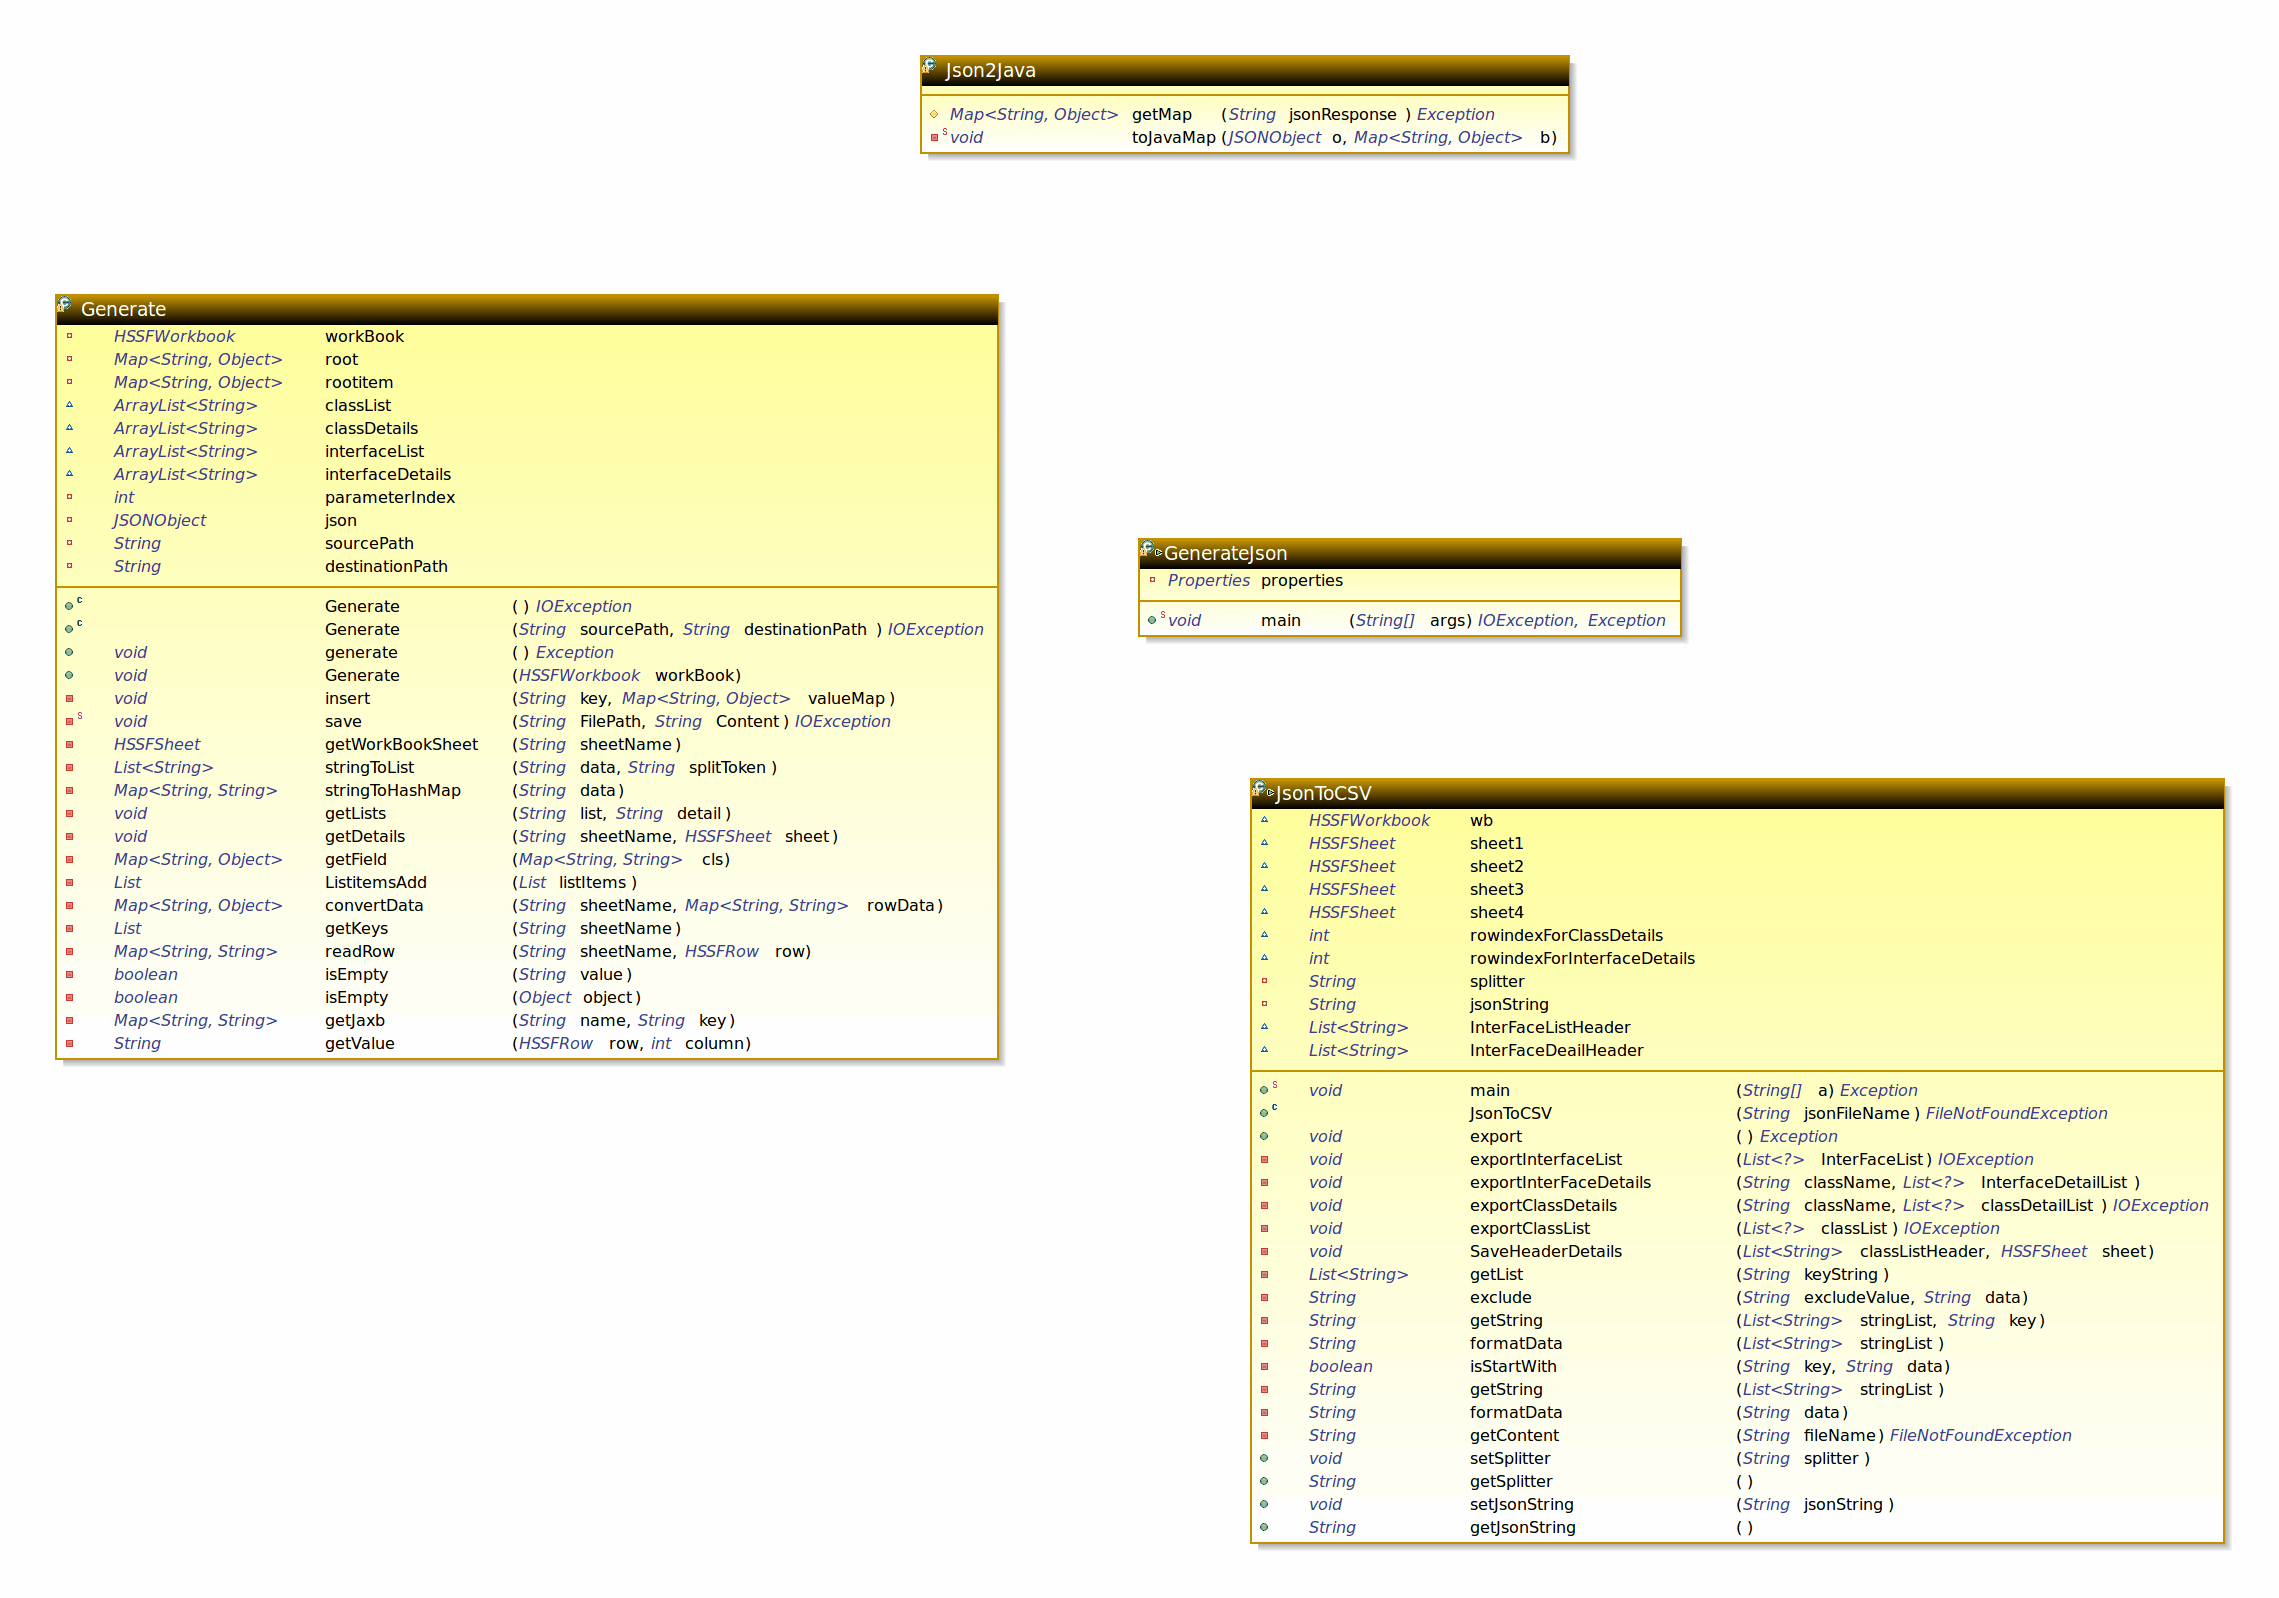 Json2Java
Map<String, Object> getMap (String jsonResponse ) Exception
S void toJavaMap (JSONObject o, Map<String, Object> b)
Generate
HSSFWorkbook workBook
Map<String, Object> root
Map<String, Object> rootitem
ArrayList<String> classList
ArrayList<String> classDetails
ArrayList<String> interfaceList
ArrayList<String> interfaceDetails
int parameterIndex
JSONObject json
String sourcePath
String destinationPath
C Generate ( ) IOException
C Generate (String sourcePath, String destinationPath ) IOException
void generate ( ) Exception
void Generate (HSSFWorkbook workBook)
void insert (String key, Map<String, Object> valueMap )
S void save (String FilePath, String Content ) IOException
HSSFSheet getWorkBookSheet (String sheetName )
List<String> stringToList (String data, String splitToken )
Map<String, String> stringToHashMap (String data)
void getLists (String list, String detail )
void getDetails (String sheetName, HSSFSheet sheet )
Map<String, Object> getField (Map<String, String> cls)
List ListitemsAdd (List listItems )
Map<String, Object> convertData (String sheetName, Map<String, String> rowData)
List getKeys (String sheetName )
Map<String, String> readRow (String sheetName, HSSFRow row)
boolean isEmpty (String value )
boolean isEmpty (Object object )
Map<String, String> getJaxb (String name, String key )
String getValue (HSSFRow row, int column)
GenerateJson
Properties properties
S void main (String[] args) IOException, Exception
JsonToCSV
HSSFWorkbook wb
HSSFSheet sheet1
HSSFSheet sheet2
HSSFSheet sheet3
HSSFSheet sheet4
int rowindexForClassDetails
int rowindexForInterfaceDetails
String splitter
String jsonString
List<String> InterFaceListHeader
List<String> InterFaceDeailHeader
S void main (String[] a) Exception
C JsonToCSV (String jsonFileName ) FileNotFoundException
void export ( ) Exception
void exportInterfaceList (List<?> InterFaceList ) IOException
void exportInterFaceDetails (String className, List<?> InterfaceDetailList )
void exportClassDetails (String className, List<?> classDetailList ) IOException
void exportClassList (List<?> classList ) IOException
void SaveHeaderDetails (List<String> classListHeader, HSSFSheet sheet )
List<String> getList (String keyString )
String exclude (String excludeValue, String data)
String getString (List<String> stringList, String key )
String formatData (List<String> stringList )
boolean isStartWith (String key, String data)
String getString (List<String> stringList )
String formatData (String data)
String getContent (String fileName ) FileNotFoundException
void setSplitter (String splitter )
String getSplitter ( )
void setJsonString (String jsonString )
String getJsonString ( )